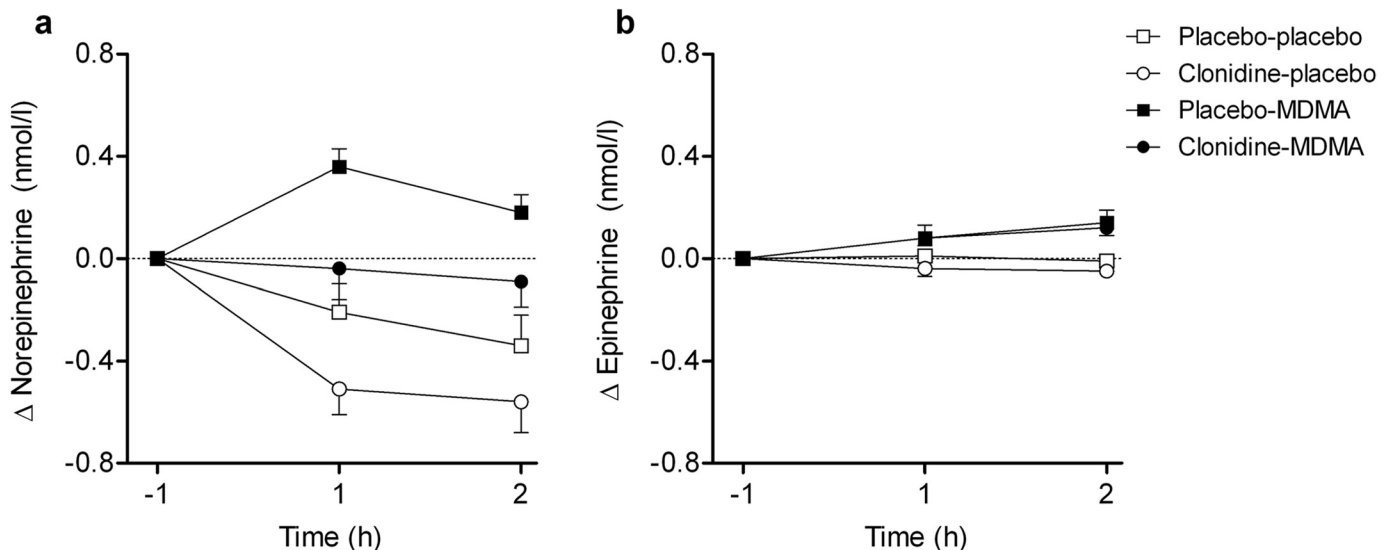 a
0.8
0.4
0.0
-0.4
-0.8
Δ Norepinephrine (nmol/l)
-1 1 2
Time (h)
b
0.8
0.4
0.0
-0.4
-0.8
Δ Epinephrine (nmol/l)
-1 1 2
Time (h)
Placebo-placebo
Clonidine-placebo
Placebo-MDMA
Clonidine-MDMA